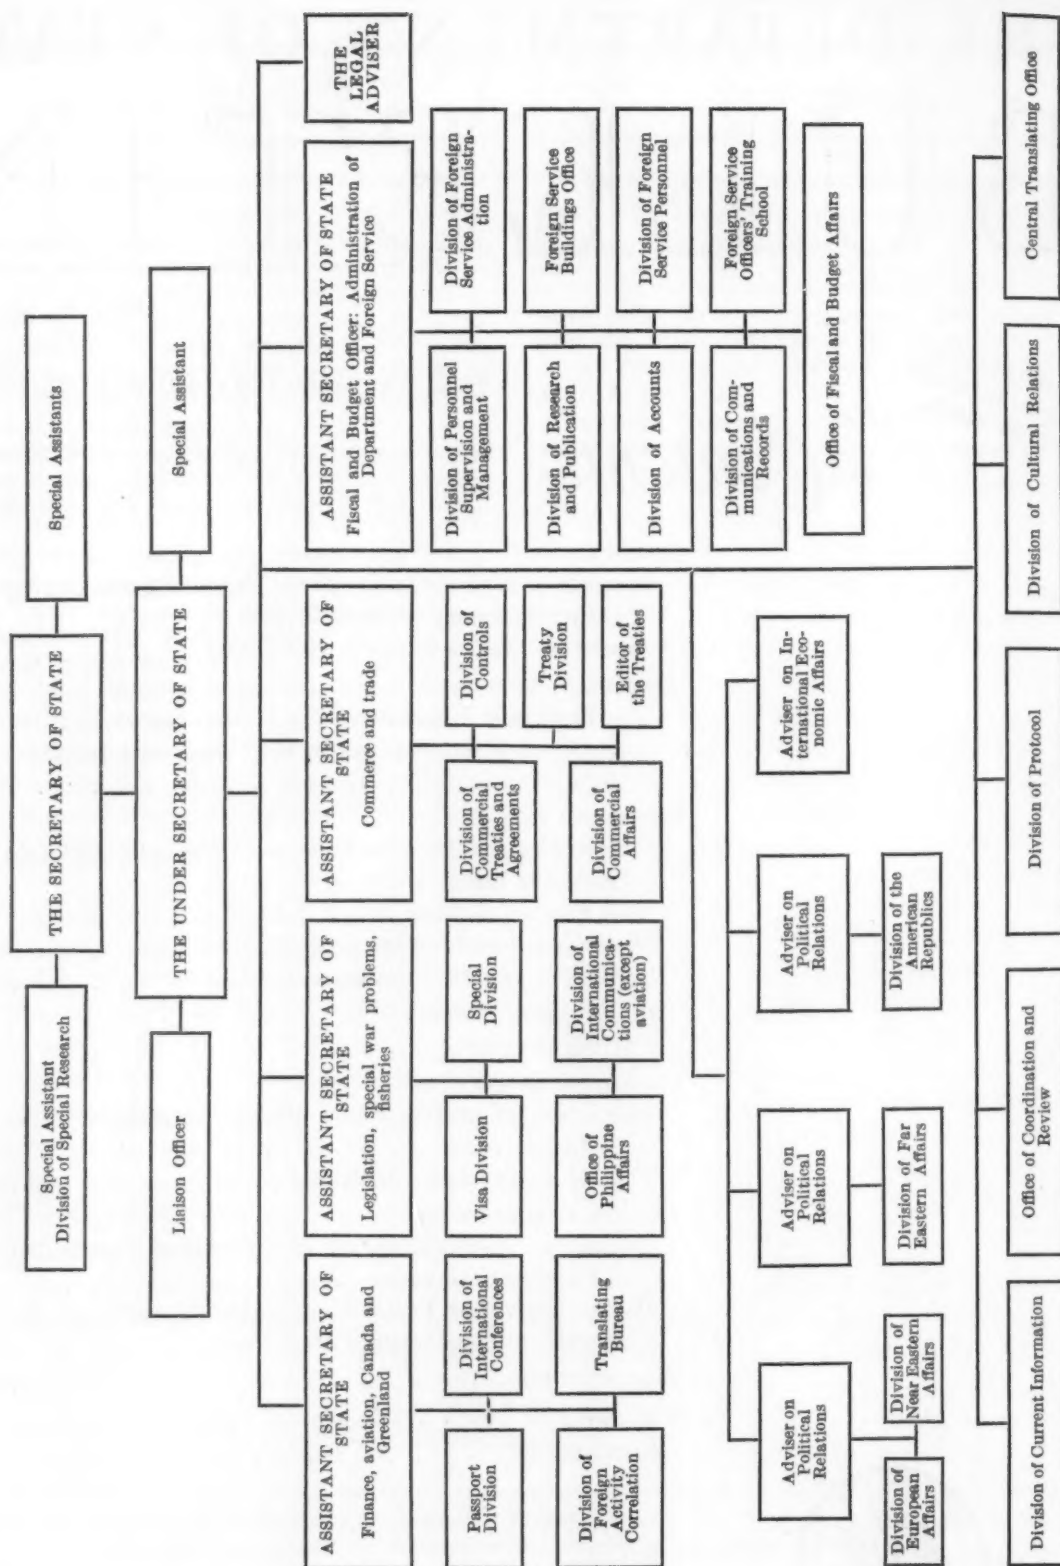 THE SECRETARY OF STATE
Special Assistant
Division of Special Research
Special Assistants
THE UNDER SECRETARY OF STATE
Liaison Officer
Special Assistant
ASSISTANT SECRETARY OF
STATE
Finance, aviation, Canada and
Greenland
ASSISTANT SECRETARY OF
STATE
Legislation, special war problems,
fisheries
ASSISTANT SECRETARY OF
STATE
Commerce and trade
ASSISTANT SECRETARY OF STATE
Fiscal and Budget Officer: Administration of
Department and Foreign Service
THE
LEGAL
ADVISER
Passport
Division
Division of
International
Conferences
Division of
Foreign
Activity
Correlation
Translating
Bureau
Visa Division
Special
Division
Office of
Philippine
Affairs
Division of
International
Communica-
tions (except
aviation)
Division of
Commercial
Treaties and
Agreements
Division of
Controls
Treaty
Division
Division of
Commercial
Affairs
Editor of
the Treaties
Division of Personnel
Supervision and
Management
Division of Foreign
Service Administra-
tion
Division of Research
and Publication
Foreign Service
Buildings Office
Division of Accounts
Division of Foreign
Service Personnel
Division of Com-
munications and
Records
Foreign Service
Officers' Training
School
Office of Fiscal and Budget Affairs
Adviser on
Political
Relations
Division of
European
Affairs
Division of
Near Eastern
Affairs
Adviser on
Political
Relations
Division of Far
Eastern Affairs
Adviser on
Political
Relations
Division of the
American
Republics
Adviser on In-
ternational Eco-
nomic Affairs
Division of Current Information
Office of Coordination and
Review
Division of Protocol
Division of Cultural Relations
Central Translating Office